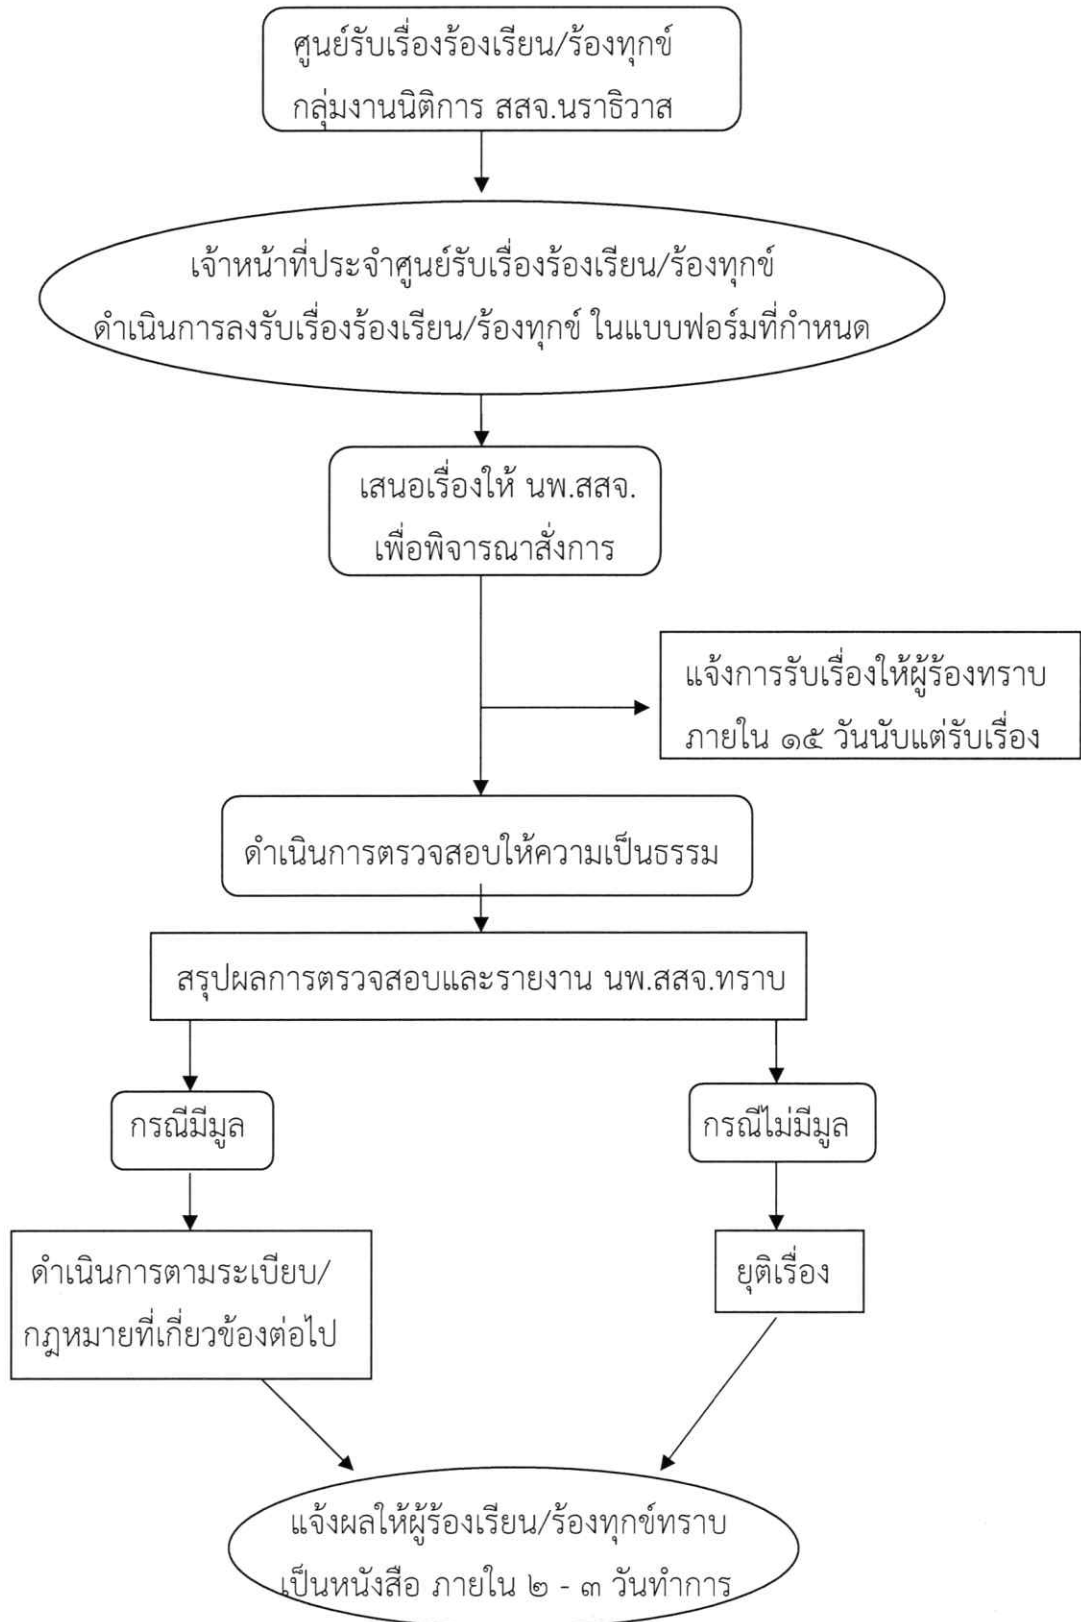 ศูนย์รับเรื่องร้องเรียน/ร้องทุกข์
กลุ่มงานนิติการ สสจ.นราธิวาส
เจ้าหน้าที่ประจำศูนย์รับเรื่องร้องเรียน/ร้องทุกข์
ดำเนินการลงรับเรื่องร้องเรียน/ร้องทุกข์ ในแบบฟอร์มที่กำหนด
เสนอเรื่องให้ นพ.สสจ.
เพื่อพิจารณาสั่งการ
แจ้งการรับเรื่องให้ผู้ร้องทราบ
ภายใน ๑๕ วันนับแต่รับเรื่อง
ดำเนินการตรวจสอบให้ความเป็นธรรม
สรุปผลการตรวจสอบและรายงาน นพ.สสจ.ทราบ
กรณีมีมูล
กรณีไม่มีมูล
ดำเนินการตามระเบียบ/
กฎหมายที่เกี่ยวข้องต่อไป
ยุติเรื่อง
แจ้งผลให้ผู้ร้องเรียน/ร้องทุกข์ทราบ
เป็นหนังสือ ภายใน ๒ - ๓ วันทำการ